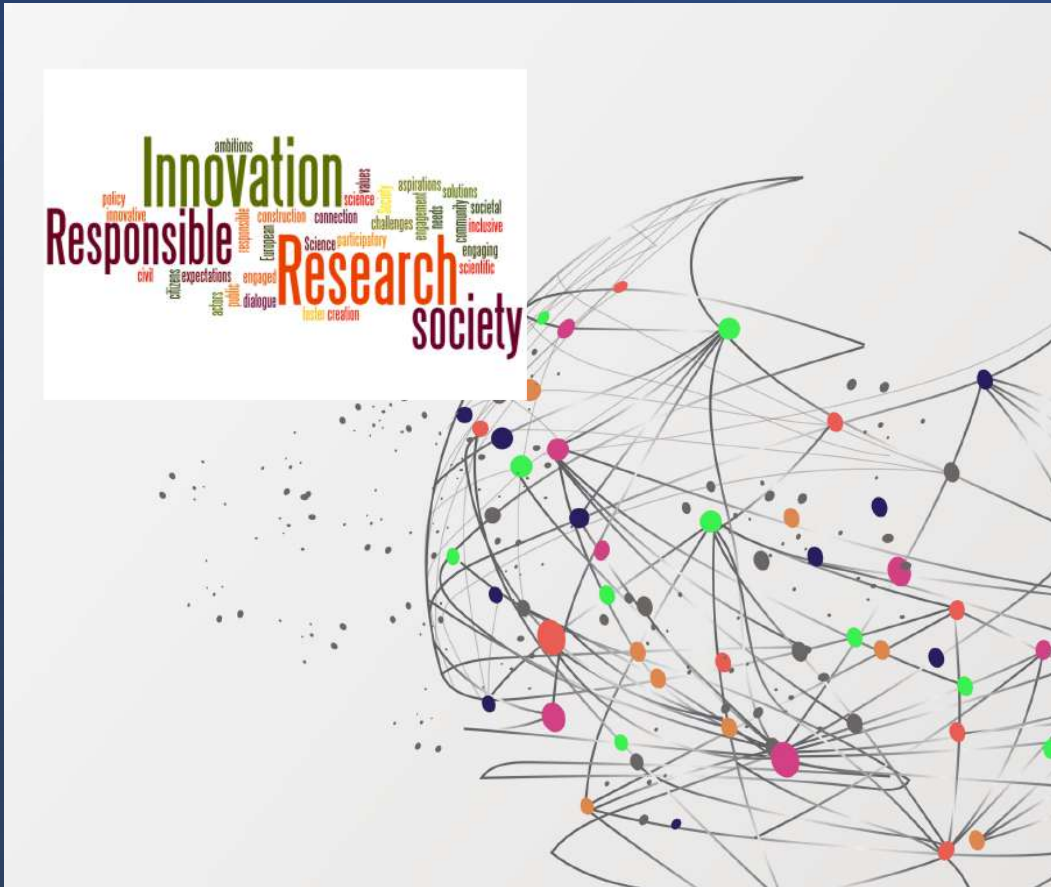 ambitions
Innovation
values
science
Society
aspirations
solutions
policy
innovative
Responsible
responsible
construction
connection
challenges
engagement
needs
community
societal
inclusive
European
Science
participatory
engaging
scientific
civil
citizens
expectations
engaged
Research
actors
public
dialogue
foster
creation
society